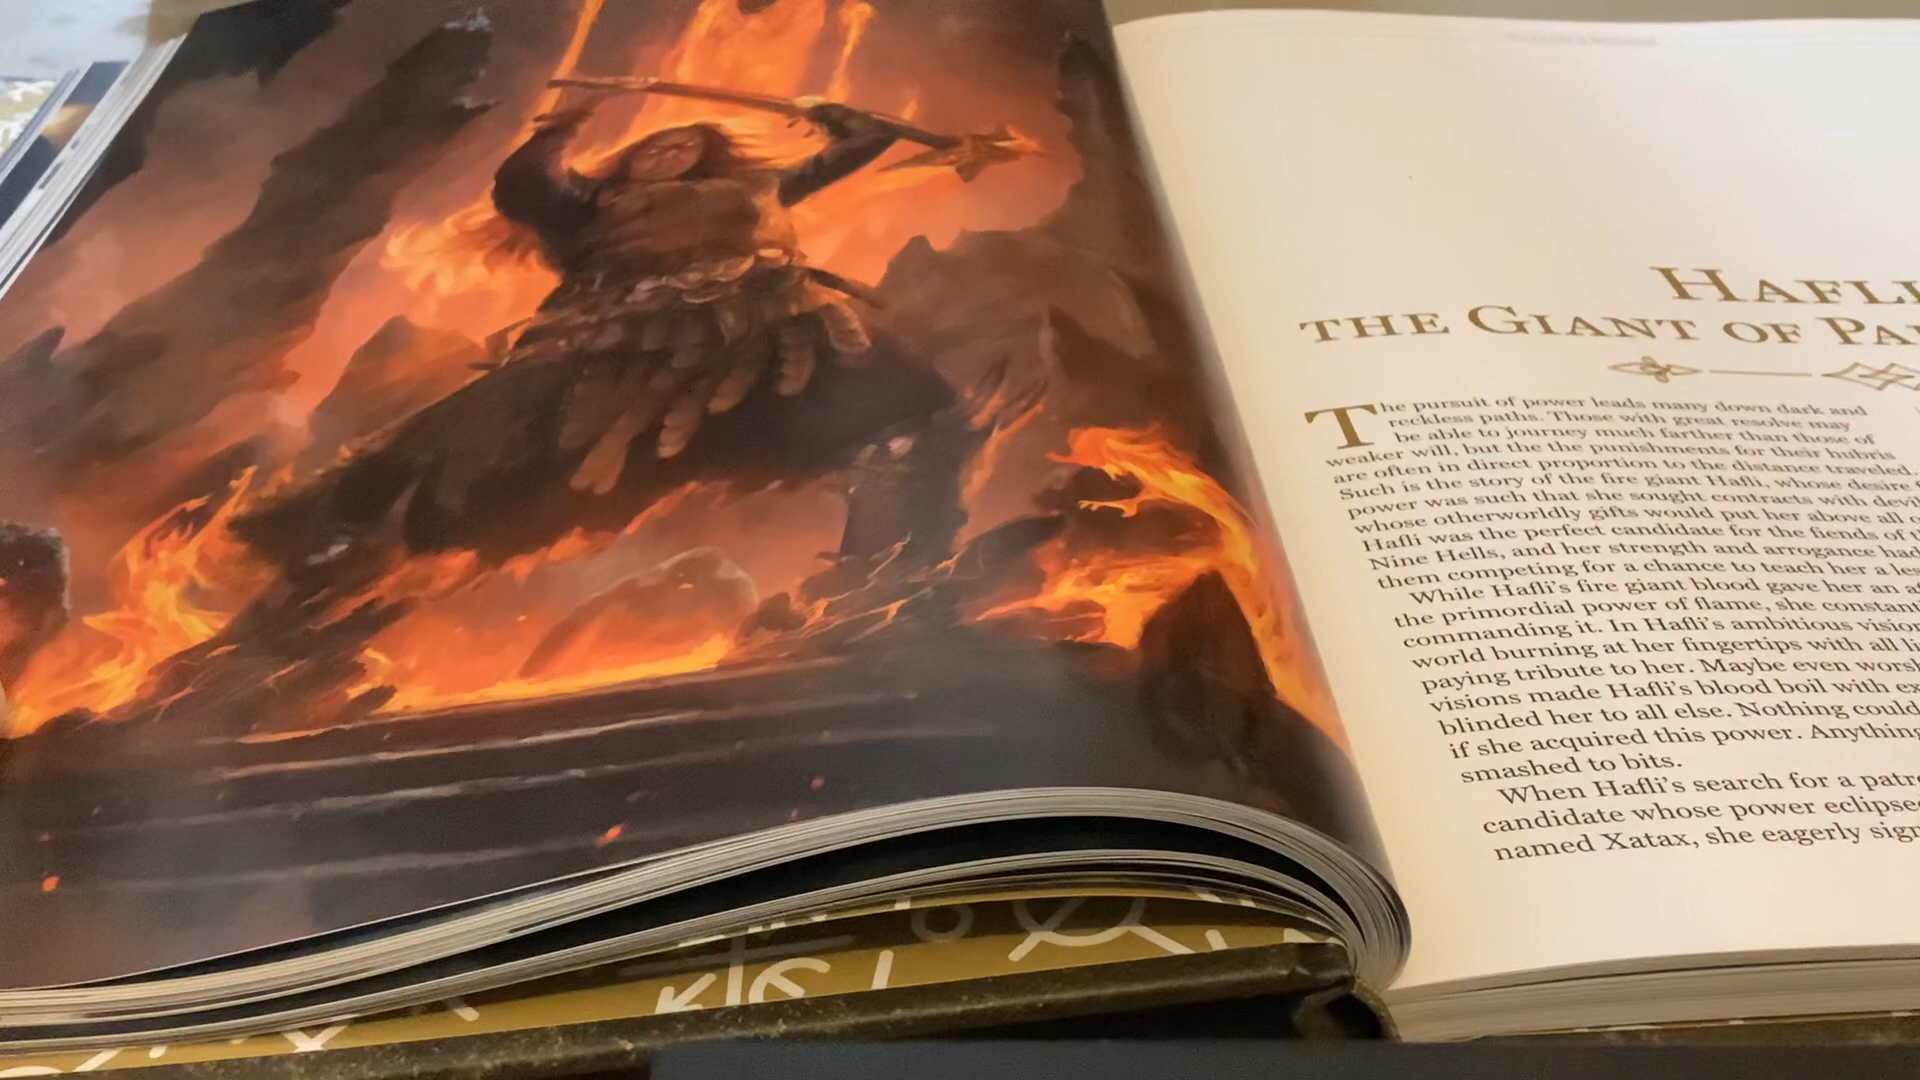 HAFLI
THE GIANT OF PA
The pursuit of power leads many down dark and
reckless paths. Those with great resolve may
be able to journey much farther than those of
weaker will, but the the punishments for their hubris
are often in direct proportion to the distance traveled.
Such is the story of the fire giant Hafli, whose desire
power was such that she sought contracts with devil
whose otherworldly gifts would put her above all
Hafli was the perfect candidate for the fiends of
Nine Hells, and her strength and arrogance had
them competing for a chance to teach her a les
While Hafli's fire giant blood gave her an af
the primordial power of flame, she constant
commanding it. In Hafli's ambitious vision
world burning at her fingertips with all li
paying tribute to her. Maybe even worsh
visions made Hafli's blood boil with ex
blinded her to all else. Nothing could
if she acquired this power. Anything
smashed to bits.
When Hafli's search for a patr
candidate whose power eclipse
named Xatax, she eagerly sign